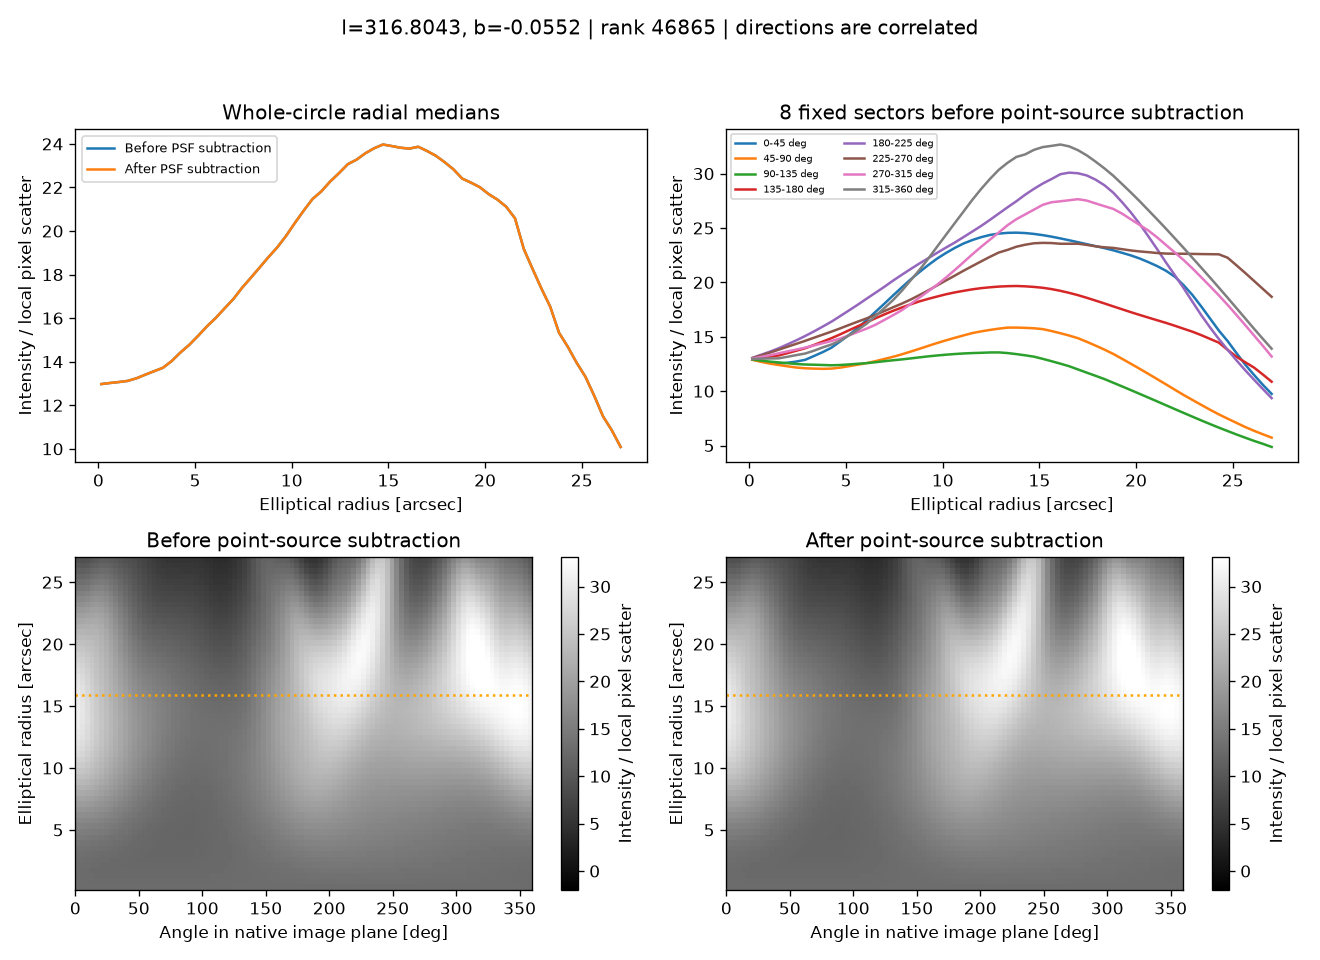 l=316.8043, b=-0.0552 | rank 46865 | directions are correlated
Whole-circle radial medians
Before PSF subtraction
After PSF subtraction
24
22
20
18
16
14
12
10
Intensity / local pixel scatter
0 5 10 15 20 25
Elliptical radius [arcsec]
8 fixed sectors before point-source subtraction
0-45 deg 180-225 deg
45-90 deg 225-270 deg
90-135 deg 270-315 deg
135-180 deg 315-360 deg
30
25
20
15
10
5
Intensity / local pixel scatter
0 5 10 15 20 25
Elliptical radius [arcsec]
Before point-source subtraction
25
20
15
10
5
Elliptical radius [arcsec]
0 50 100 150 200 250 300 350
Angle in native image plane [deg]
30
25
20
15
10
5
0
Intensity / local pixel scatter
After point-source subtraction
25
20
15
10
5
Elliptical radius [arcsec]
0 50 100 150 200 250 300 350
Angle in native image plane [deg]
30
25
20
15
10
5
0
Intensity / local pixel scatter